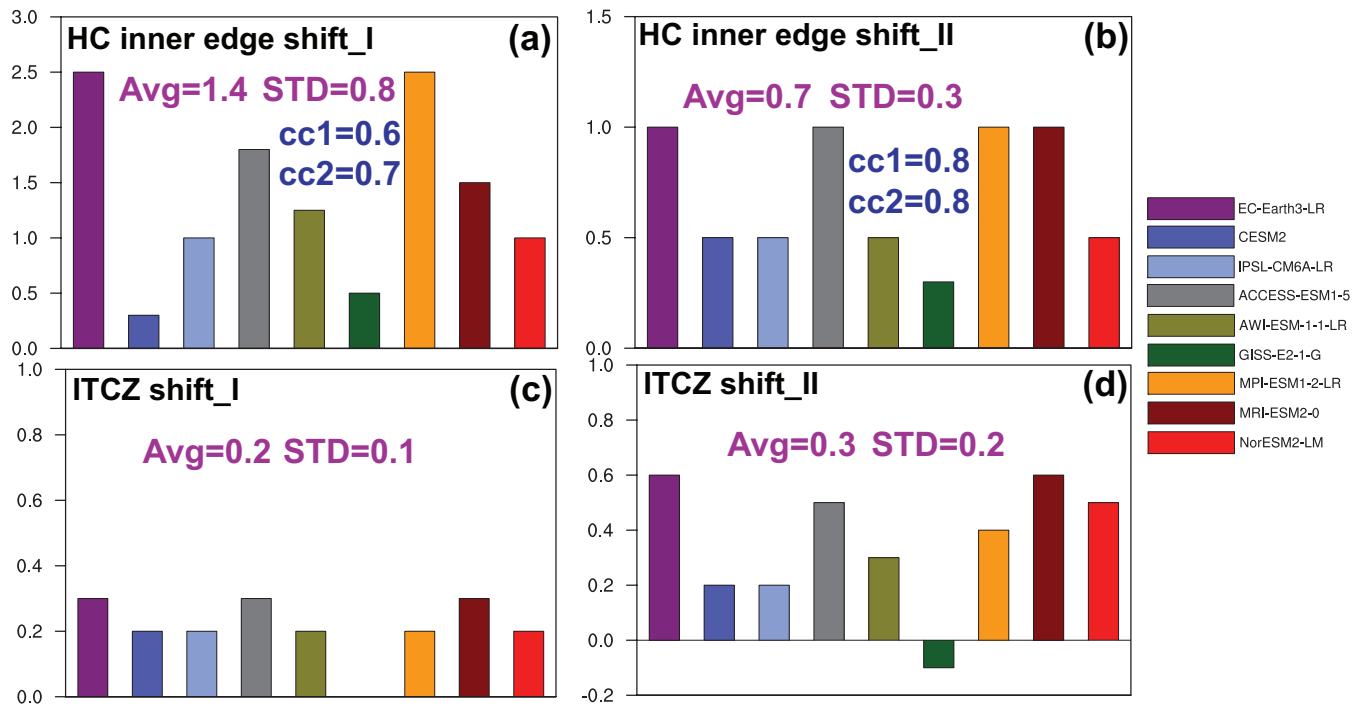 HC inner edge shift_I
(a)
Avg=1.4 STD=0.8
cc1=0.6
cc2=0.7
3.0
2.5
2.0
1.5
1.0
0.5
0.0
HC inner edge shift_II
(b)
Avg=0.7 STD=0.3
cc1=0.8
cc2=0.8
1.5
1.0
0.5
0.0
ITCZ shift_I
(c)
Avg=0.2 STD=0.1
1.0
0.8
0.6
0.4
0.2
0.0
ITCZ shift_II
(d)
Avg=0.3 STD=0.2
1.0
0.8
0.6
0.4
0.2
0.0
-0.2
EC-Earth3-LR
CESM2
IPSL-CM6A-LR
ACCESS-ESM1-5
AWI-ESM-1-1-LR
GISS-E2-1-G
MPI-ESM1-2-LR
MRI-ESM2-0
NorESM2-LM